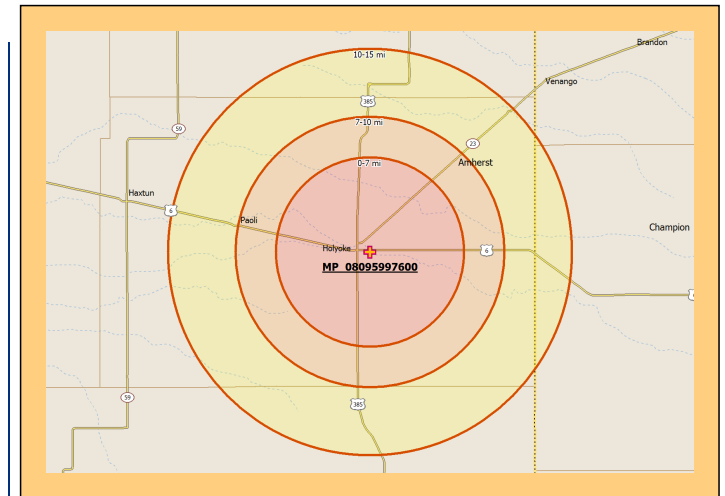 Brandon
10-15 mi
Venango
385
7-10 mi
59
23
0-7 mi
Amherst
Haxtun
6
Paoli
Champion
Holyoke
6
MP_08095997600
385
59